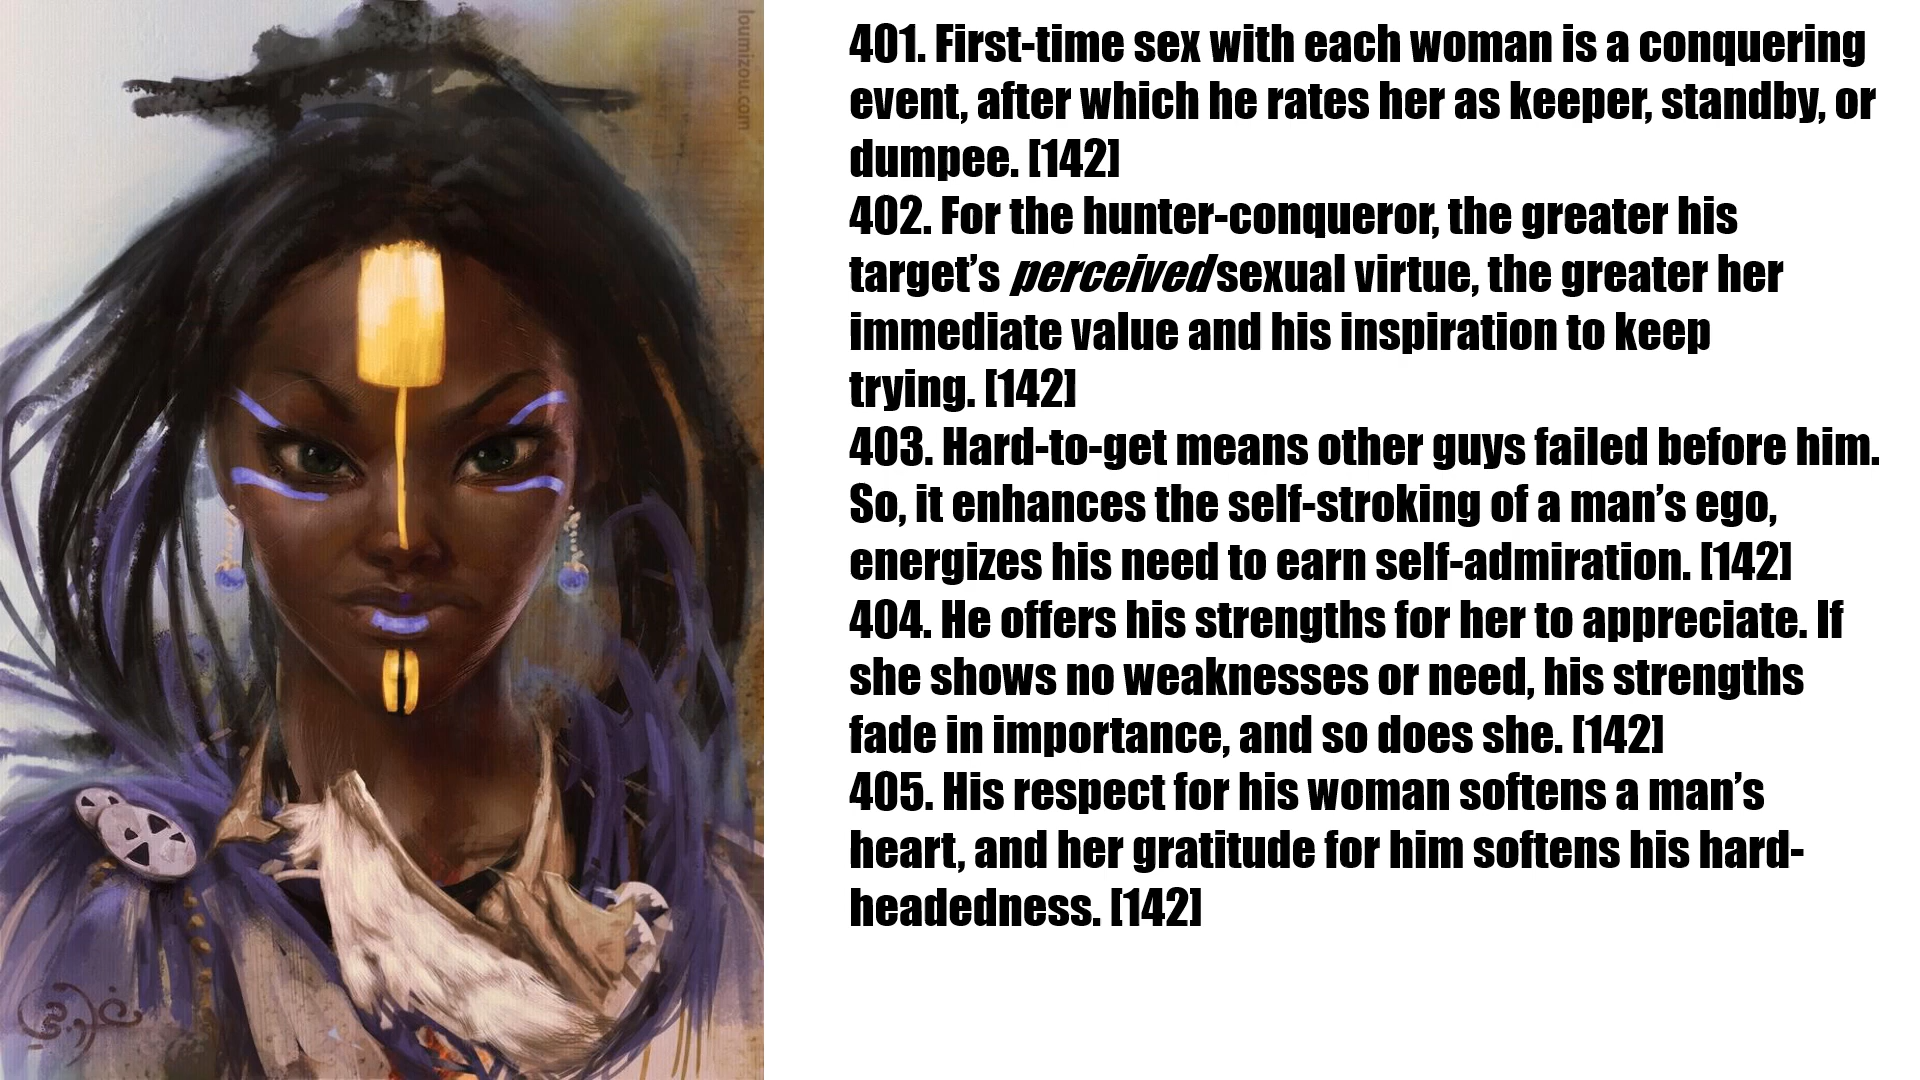 loumizou.com
401. First-time sex with each woman is a conquering
event, after which he rates her as keeper, standby, or
dumpee. [142]
402. For the hunter-conqueror, the greater his
target’s perceived sexual virtue, the greater her
immediate value and his inspiration to keep
trying. [142]
403. Hard-to-get means other guys failed before him.
So, it enhances the self-stroking of a man’s ego,
energizes his need to earn self-admiration. [142]
404. He offers his strengths for her to appreciate. If
she shows no weaknesses or need, his strengths
fade in importance, and so does she. [142]
405. His respect for his woman softens a man’s
heart, and her gratitude for him softens his hard-
headedness. [142]